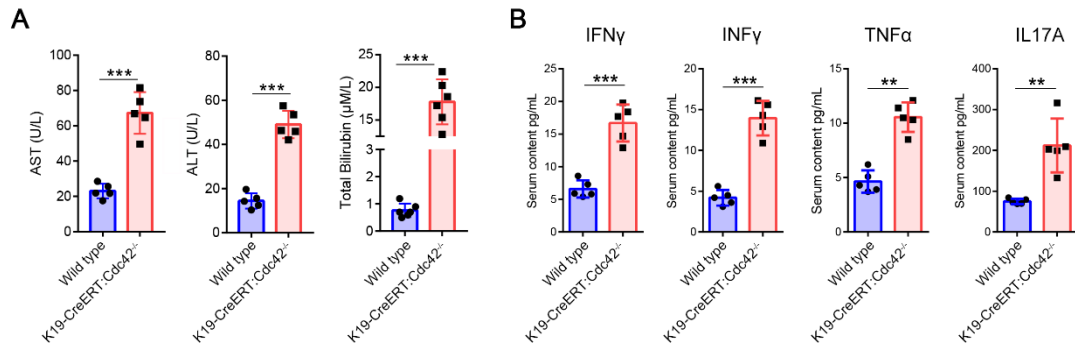 A
AST (U/L)
100
80
60
40
20
0
***
Wild type
K19-CreERT:Cdc42-/-
ALT (U/L)
80
60
40
20
0
***
Wild type
K19-CreERT:Cdc42-/-
Total Bilirubin (µM/L)
25
20
15
3
2
1
0
***
Wild type
K19-CreERT:Cdc42-/-
B
IFNγ
Serum content pg/mL
25
20
15
10
5
0
***
Wild type
K19-CreERT:Cdc42-/-
INFγ
Serum content pg/mL
20
15
10
5
0
***
Wild type
K19-CreERT:Cdc42-/-
TNFα
Serum content pg/mL
15
10
5
0
**
Wild type
K19-CreERT:Cdc42-/-
IL17A
Serum content pg/mL
400
300
200
100
0
**
Wild type
K19-CreERT:Cdc42-/-